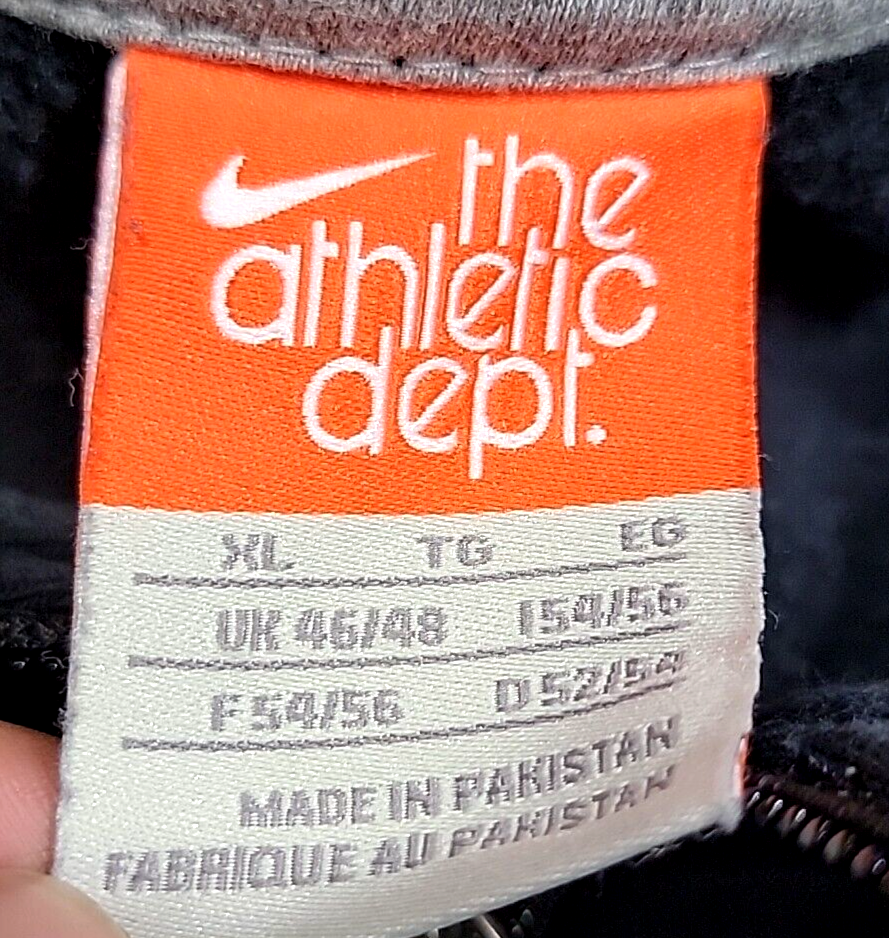 the
athletic
dept.
XL TG EG
UK 46/48 I 54/56
F 54/56 D 52/54
MADE IN PAKISTAN
FABRIQUE AU PAKISTAN